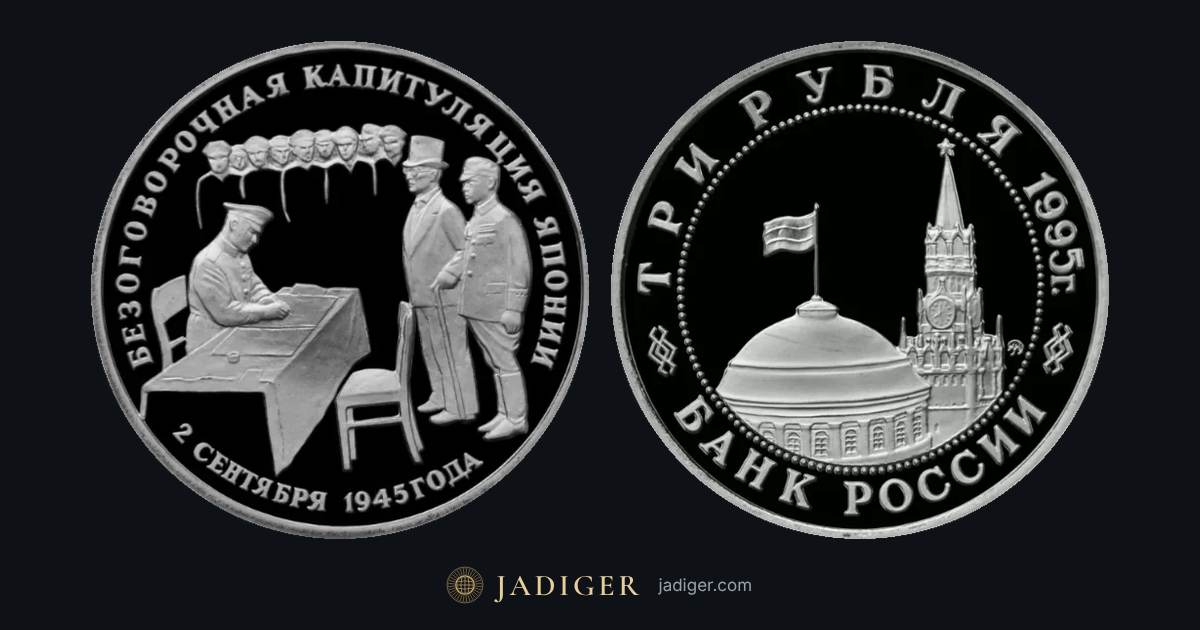 БЕЗОГОВОРОЧНАЯ КАПИТУЛЯЦИЯ ЯПОНИИ
2 СЕНТЯБРЯ 1945 ГОДА
ТРИ РУБЛЯ 1995г.
БАНК РОССИИ
JADIGER jadiger.com